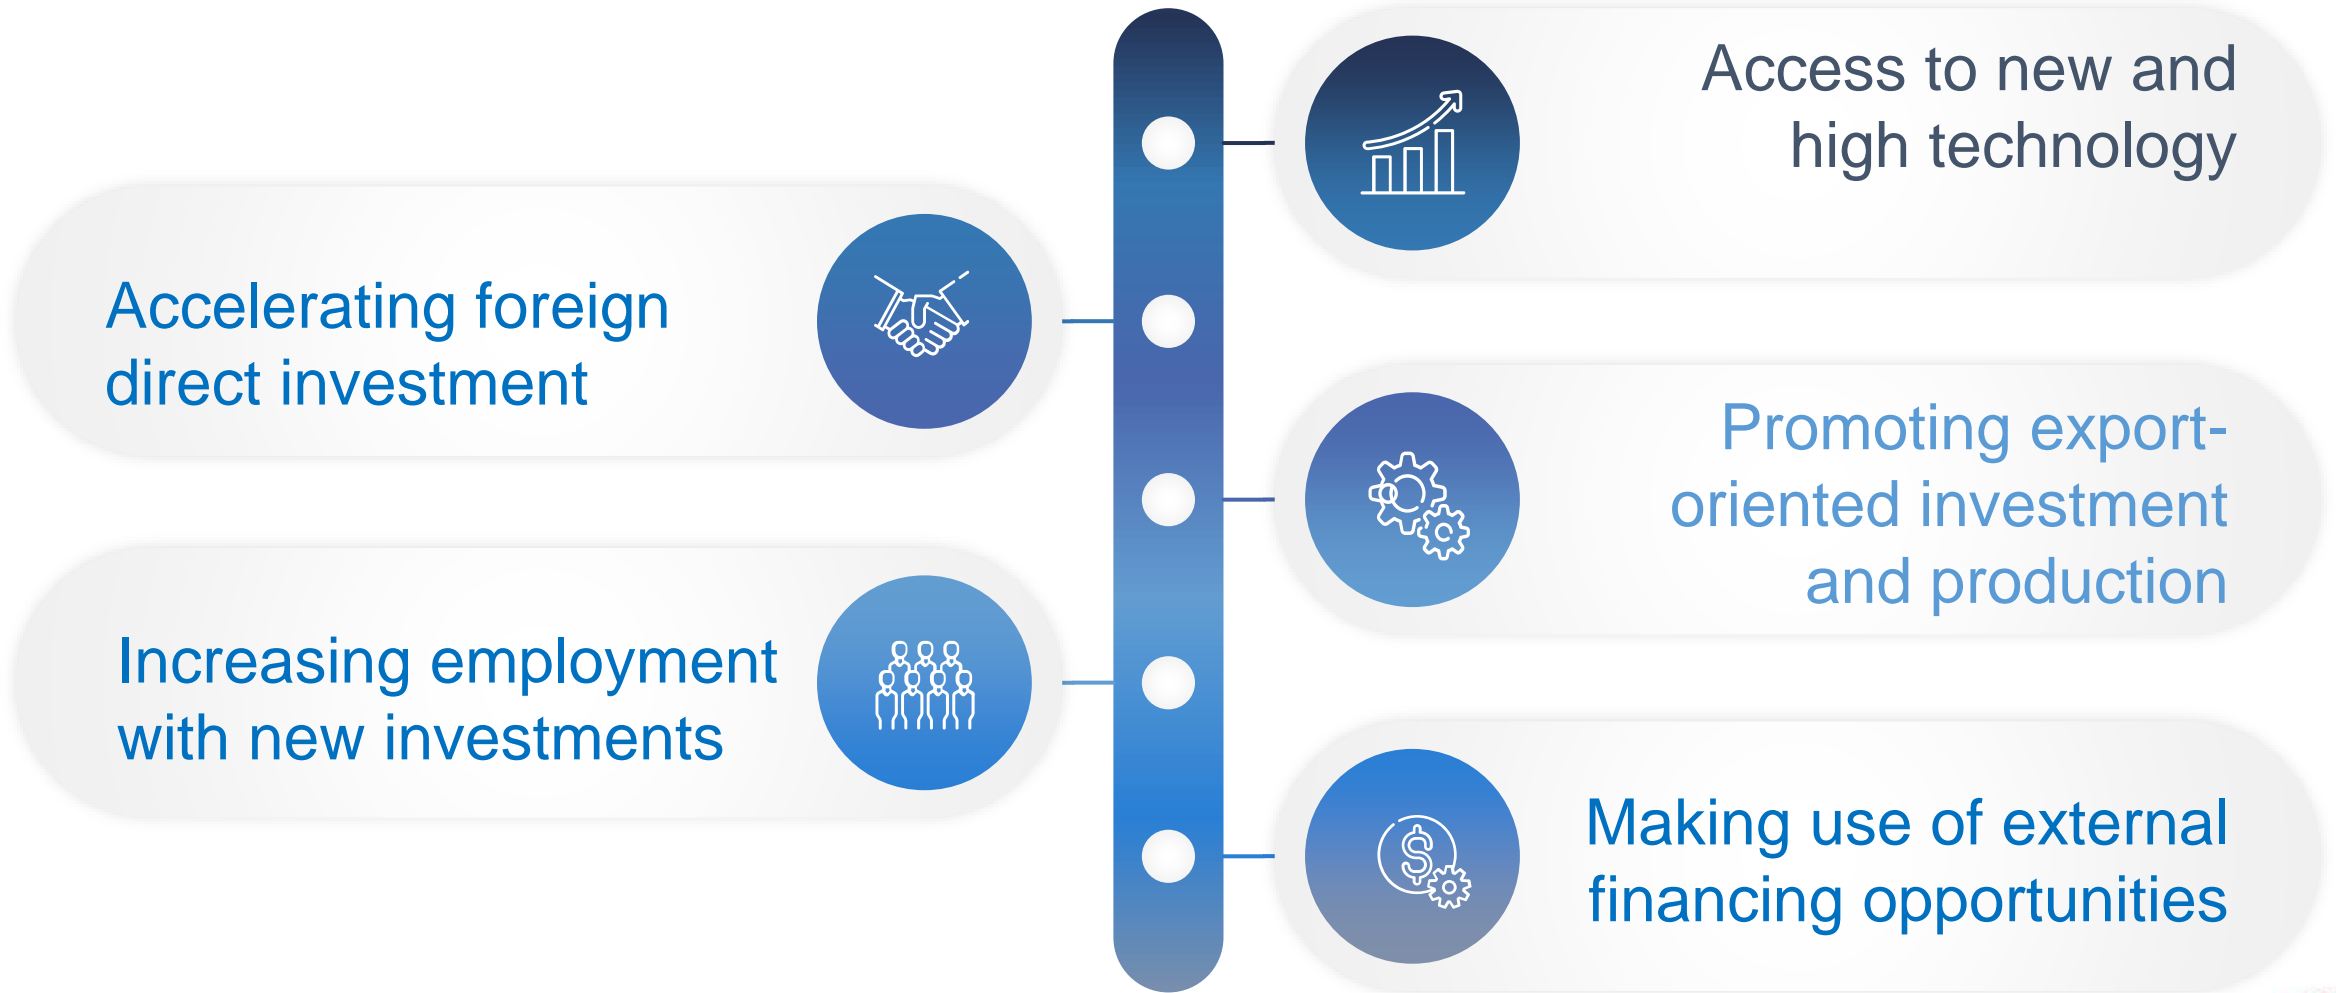 Access to new and
high technology
Accelerating foreign
direct investment
Promoting export-
oriented investment
and production
Increasing employment
with new investments
Making use of external
financing opportunities